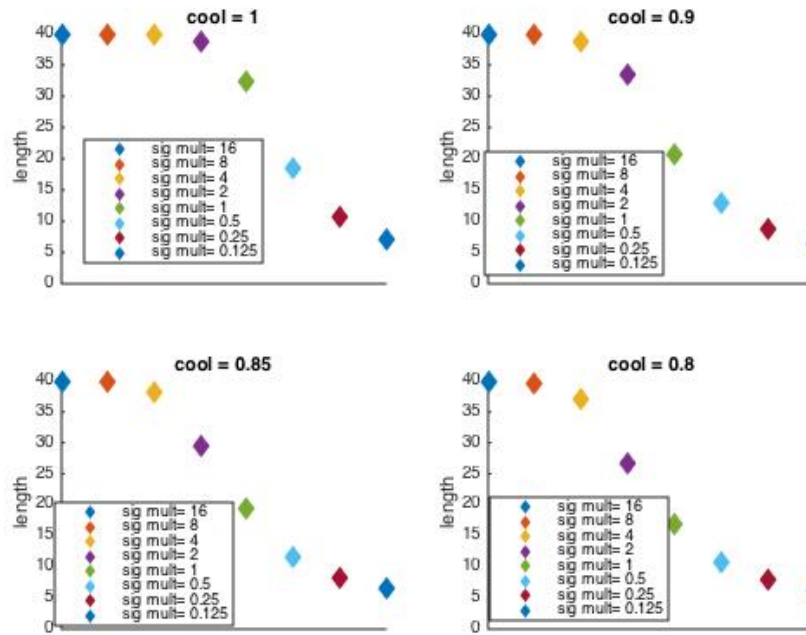 cool = 1
40
35
30
25
20
15
10
5
0
length
sig mult= 16
sig mult= 8
sig mult= 4
sig mult= 2
sig mult= 1
sig mult= 0.5
sig mult= 0.25
sig mult= 0.125
cool = 0.9
40
35
30
25
20
15
10
5
0
length
sig mult= 16
sig mult= 8
sig mult= 4
sig mult= 2
sig mult= 1
sig mult= 0.5
sig mult= 0.25
sig mult= 0.125
cool = 0.85
40
35
30
25
20
15
10
5
0
length
sig mult= 16
sig mult= 8
sig mult= 4
sig mult= 2
sig mult= 1
sig mult= 0.5
sig mult= 0.25
sig mult= 0.125
cool = 0.8
40
35
30
25
20
15
10
5
0
length
sig mult= 16
sig mult= 8
sig mult= 4
sig mult= 2
sig mult= 1
sig mult= 0.5
sig mult= 0.25
sig mult= 0.125